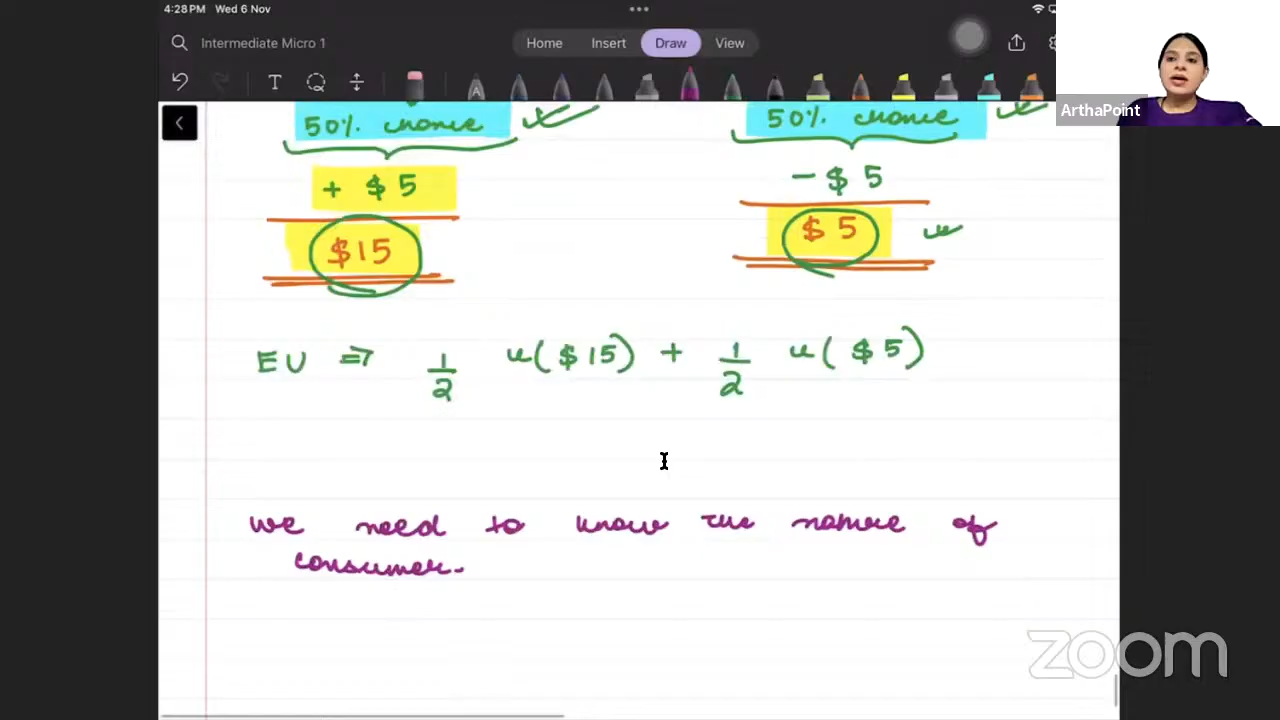 4:28 PM Wed 6 Nov
Intermediate Micro 1
Home Insert Draw View
ArthaPoint
50% chance 50% chance
+ $ 5 - $ 5
$15 $ 5
EU ⇒ 1/2 u($15) + 1/2 u($5)
we need to know the nature of
consumer.
zoom